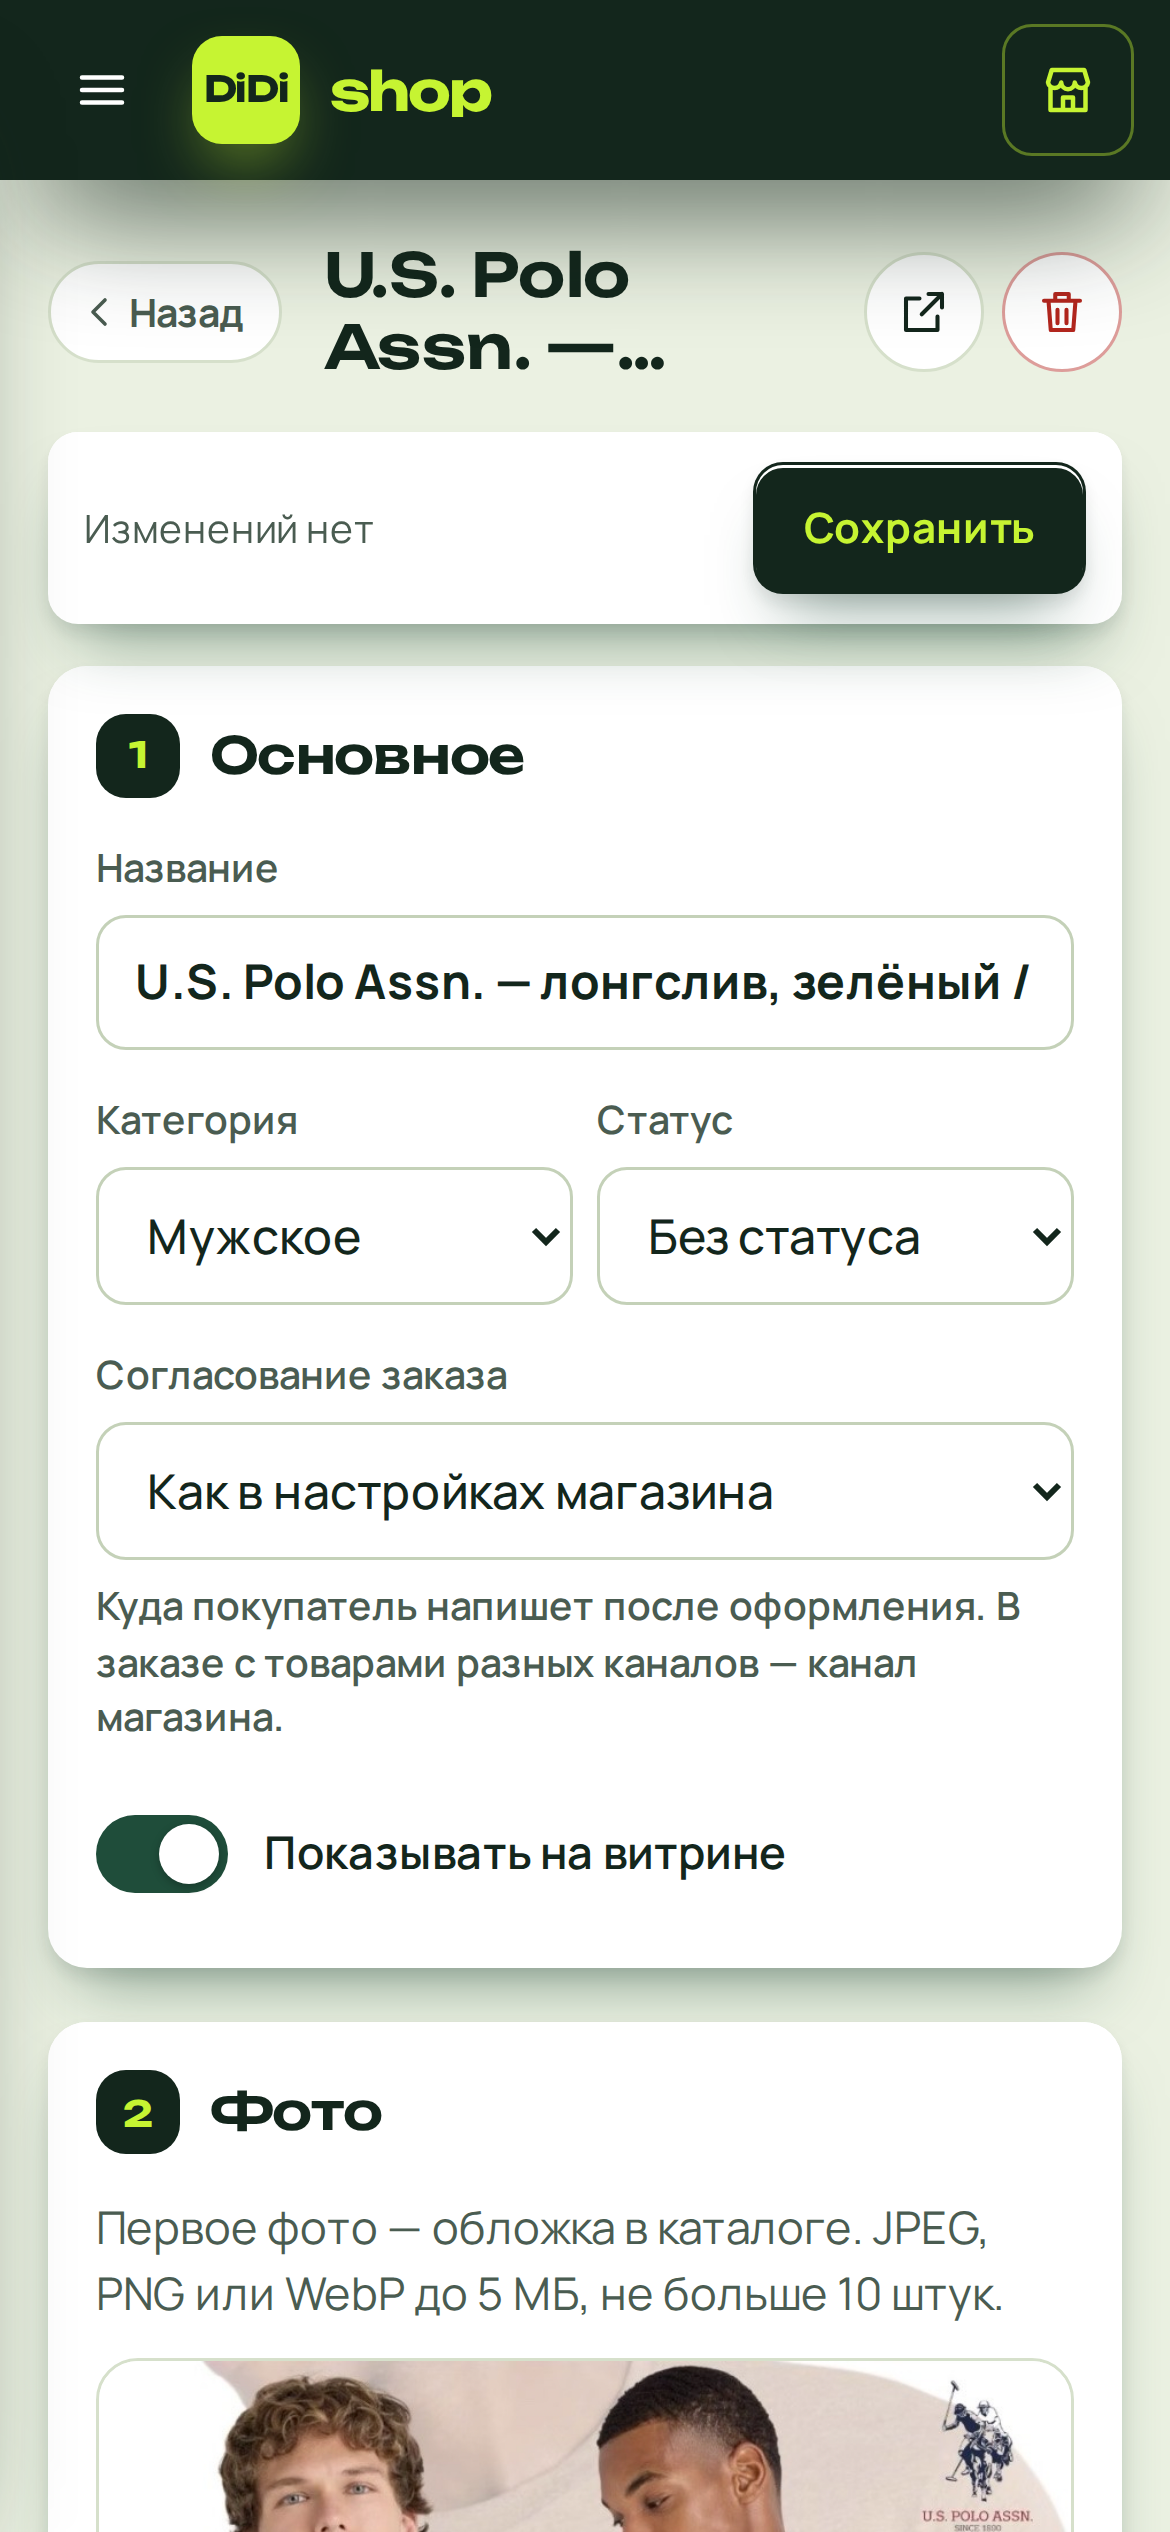 DiDi shop
Назад
U.S. Polo
Assn. —...
Изменений нет
Сохранить
1 Основное
Название
U.S. Polo Assn. — лонгслив, зелёный /
Категория
Статус
Мужское
Без статуса
Согласование заказа
Как в настройках магазина
Куда покупатель напишет после оформления. В
заказе с товарами разных каналов — канал
магазина.
Показывать на витрине
2 Фото
Первое фото — обложка в каталоге. JPEG,
PNG или WebP до 5 МБ, не больше 10 штук.
U.S. POLO ASSN.
SINCE 1890